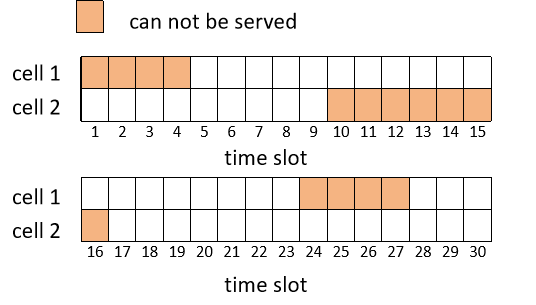 can not be served
cell 1
cell 2
1 2 3 4 5 6 7 8 9 10 11 12 13 14 15
time slot
cell 1
cell 2
16 17 18 19 20 21 22 23 24 25 26 27 28 29 30
time slot